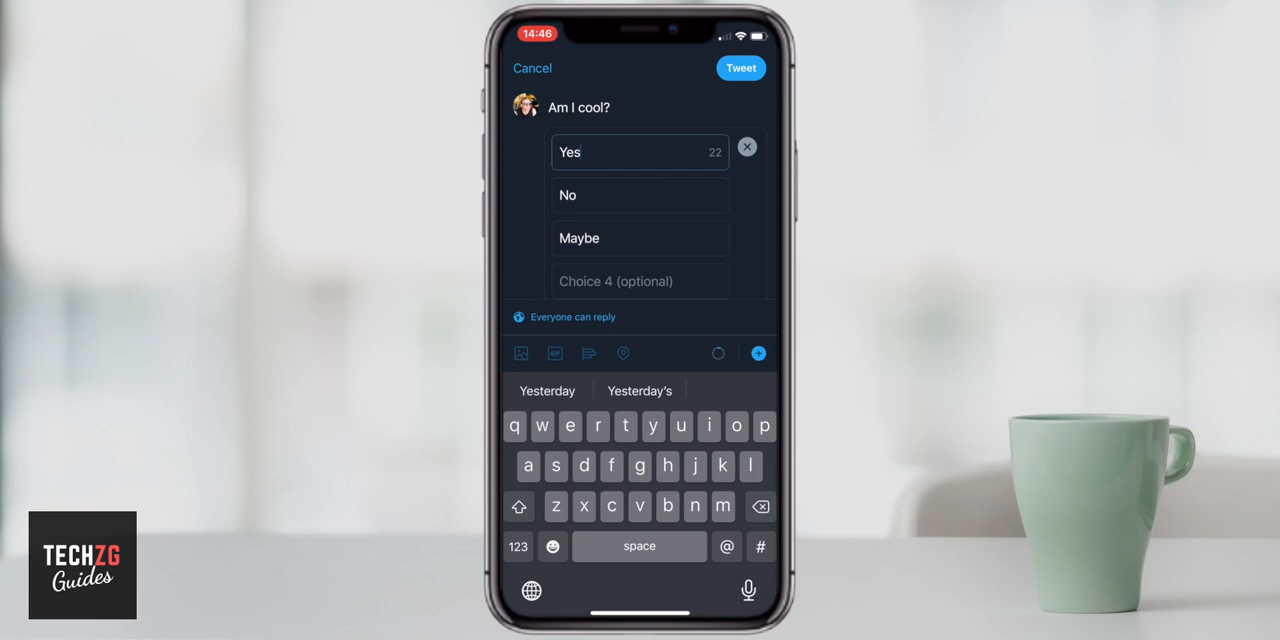 14:46
Cancel
Tweet
Am I cool?
Yes 22
No
Maybe
Choice 4 (optional)
Everyone can reply
GIF
Yesterday Yesterday's
q w e r t y u i o p
a s d f g h j k l
z x c v b n m
123 space @ #
TECHZG
Guides